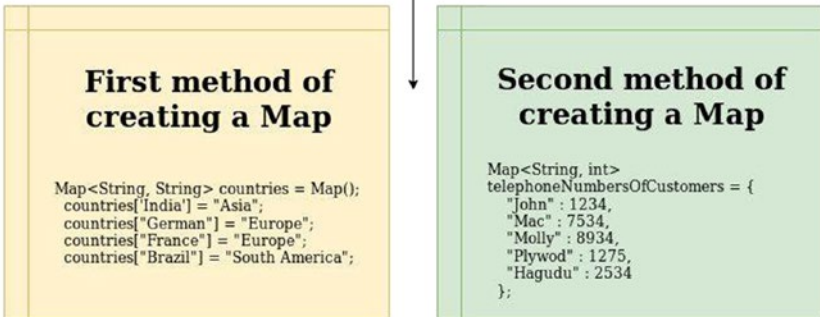 First method of
creating a Map
Map<String, String> countries = Map();
countries['India'] = "Asia";
countries["German"] = "Europe";
countries["France"] = "Europe";
countries["Brazil"] = "South America";
Second method of
creating a Map
Map<String, int>
telephoneNumbersOfCustomers = {
"John" : 1234,
"Mac" : 7534,
"Molly" : 8934,
"Plywod" : 1275,
"Hagudu" : 2534
};